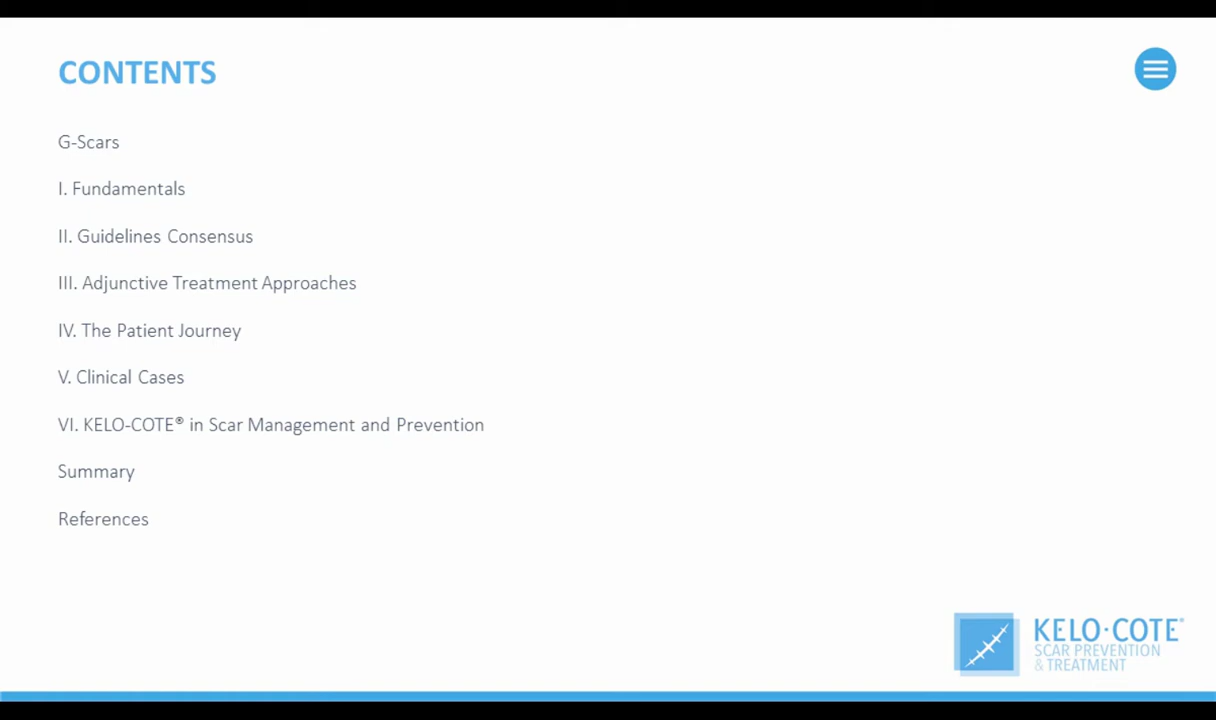 CONTENTS
G-Scars
I. Fundamentals
II. Guidelines Consensus
III. Adjunctive Treatment Approaches
IV. The Patient Journey
V. Clinical Cases
VI. KELO-COTE® in Scar Management and Prevention
Summary
References
KELO·COTE®
SCAR PREVENTION
& TREATMENT